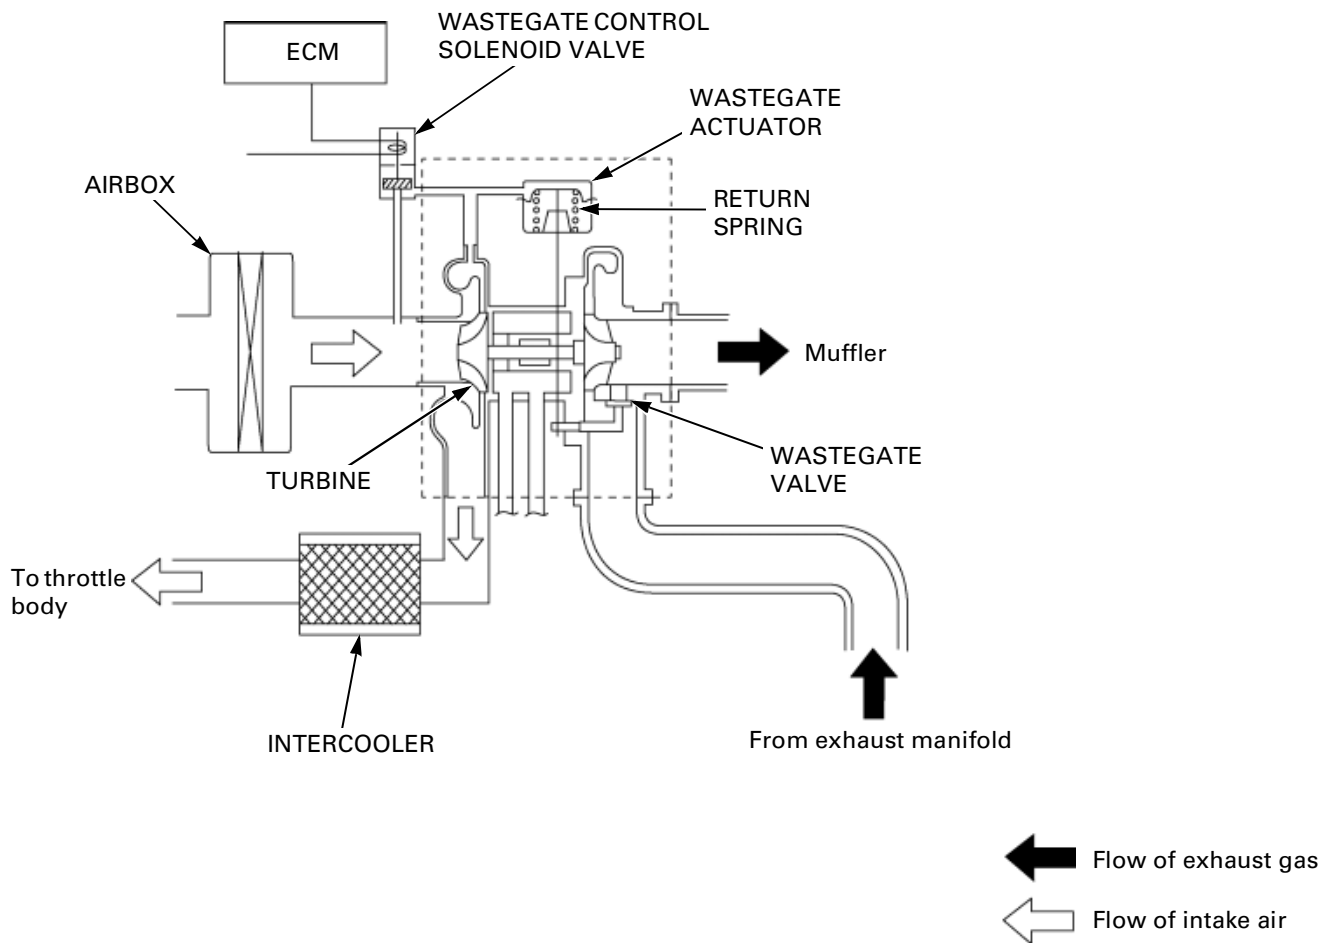 WASTEGATE CONTROL
SOLENOID VALVE
ECM
WASTEGATE
ACTUATOR
AIRBOX
RETURN
SPRING
Muffler
TURBINE
WASTEGATE
VALVE
To throttle
body
INTERCOOLER
From exhaust manifold
Flow of exhaust gas
Flow of intake air